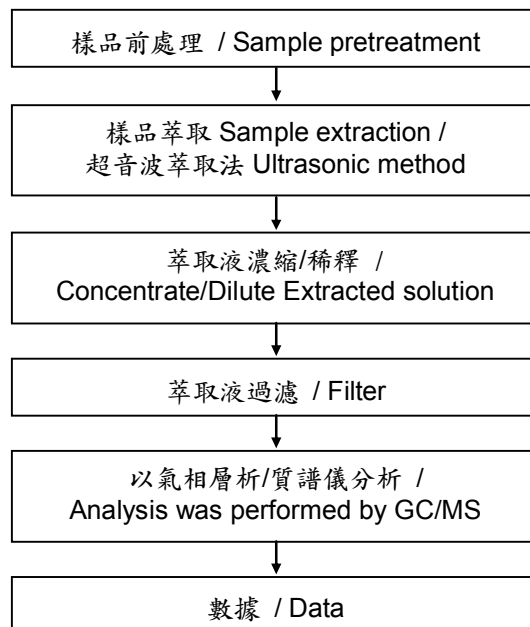 樣品前處理 / Sample pretreatment
樣品萃取 Sample extraction /
超音波萃取法 Ultrasonic method
萃取液濃縮/稀釋 /
Concentrate/Dilute Extracted solution
萃取液過濾 / Filter
以氣相層析/質譜儀分析 /
Analysis was performed by GC/MS
數據 / Data